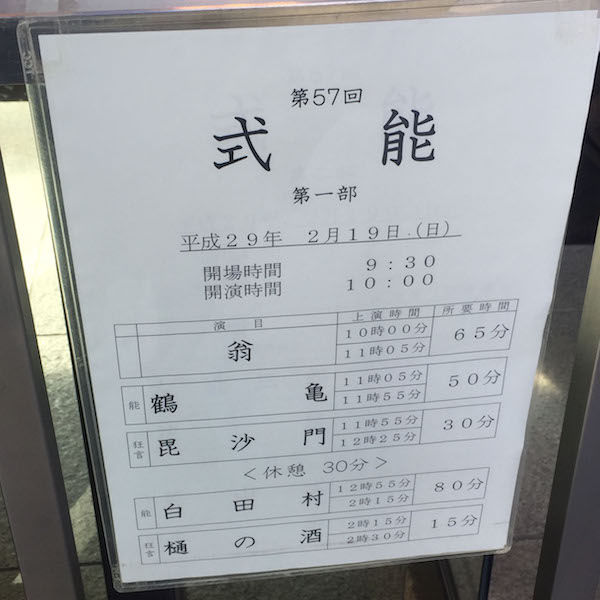 第57回
式 能
第一部
平成29年 2月19日 (日)
開場時間 9:30
開演時間 10:00
演目 上演時間 所要時間
翁 10時00分 11時05分 65分
能 鶴亀 11時05分 11時55分 50分
狂言 毘沙門 11時55分 12時25分 30分
<休憩 30分>
能 白田村 12時55分 2時15分 80分
狂言 樋の酒 2時15分 2時30分 15分